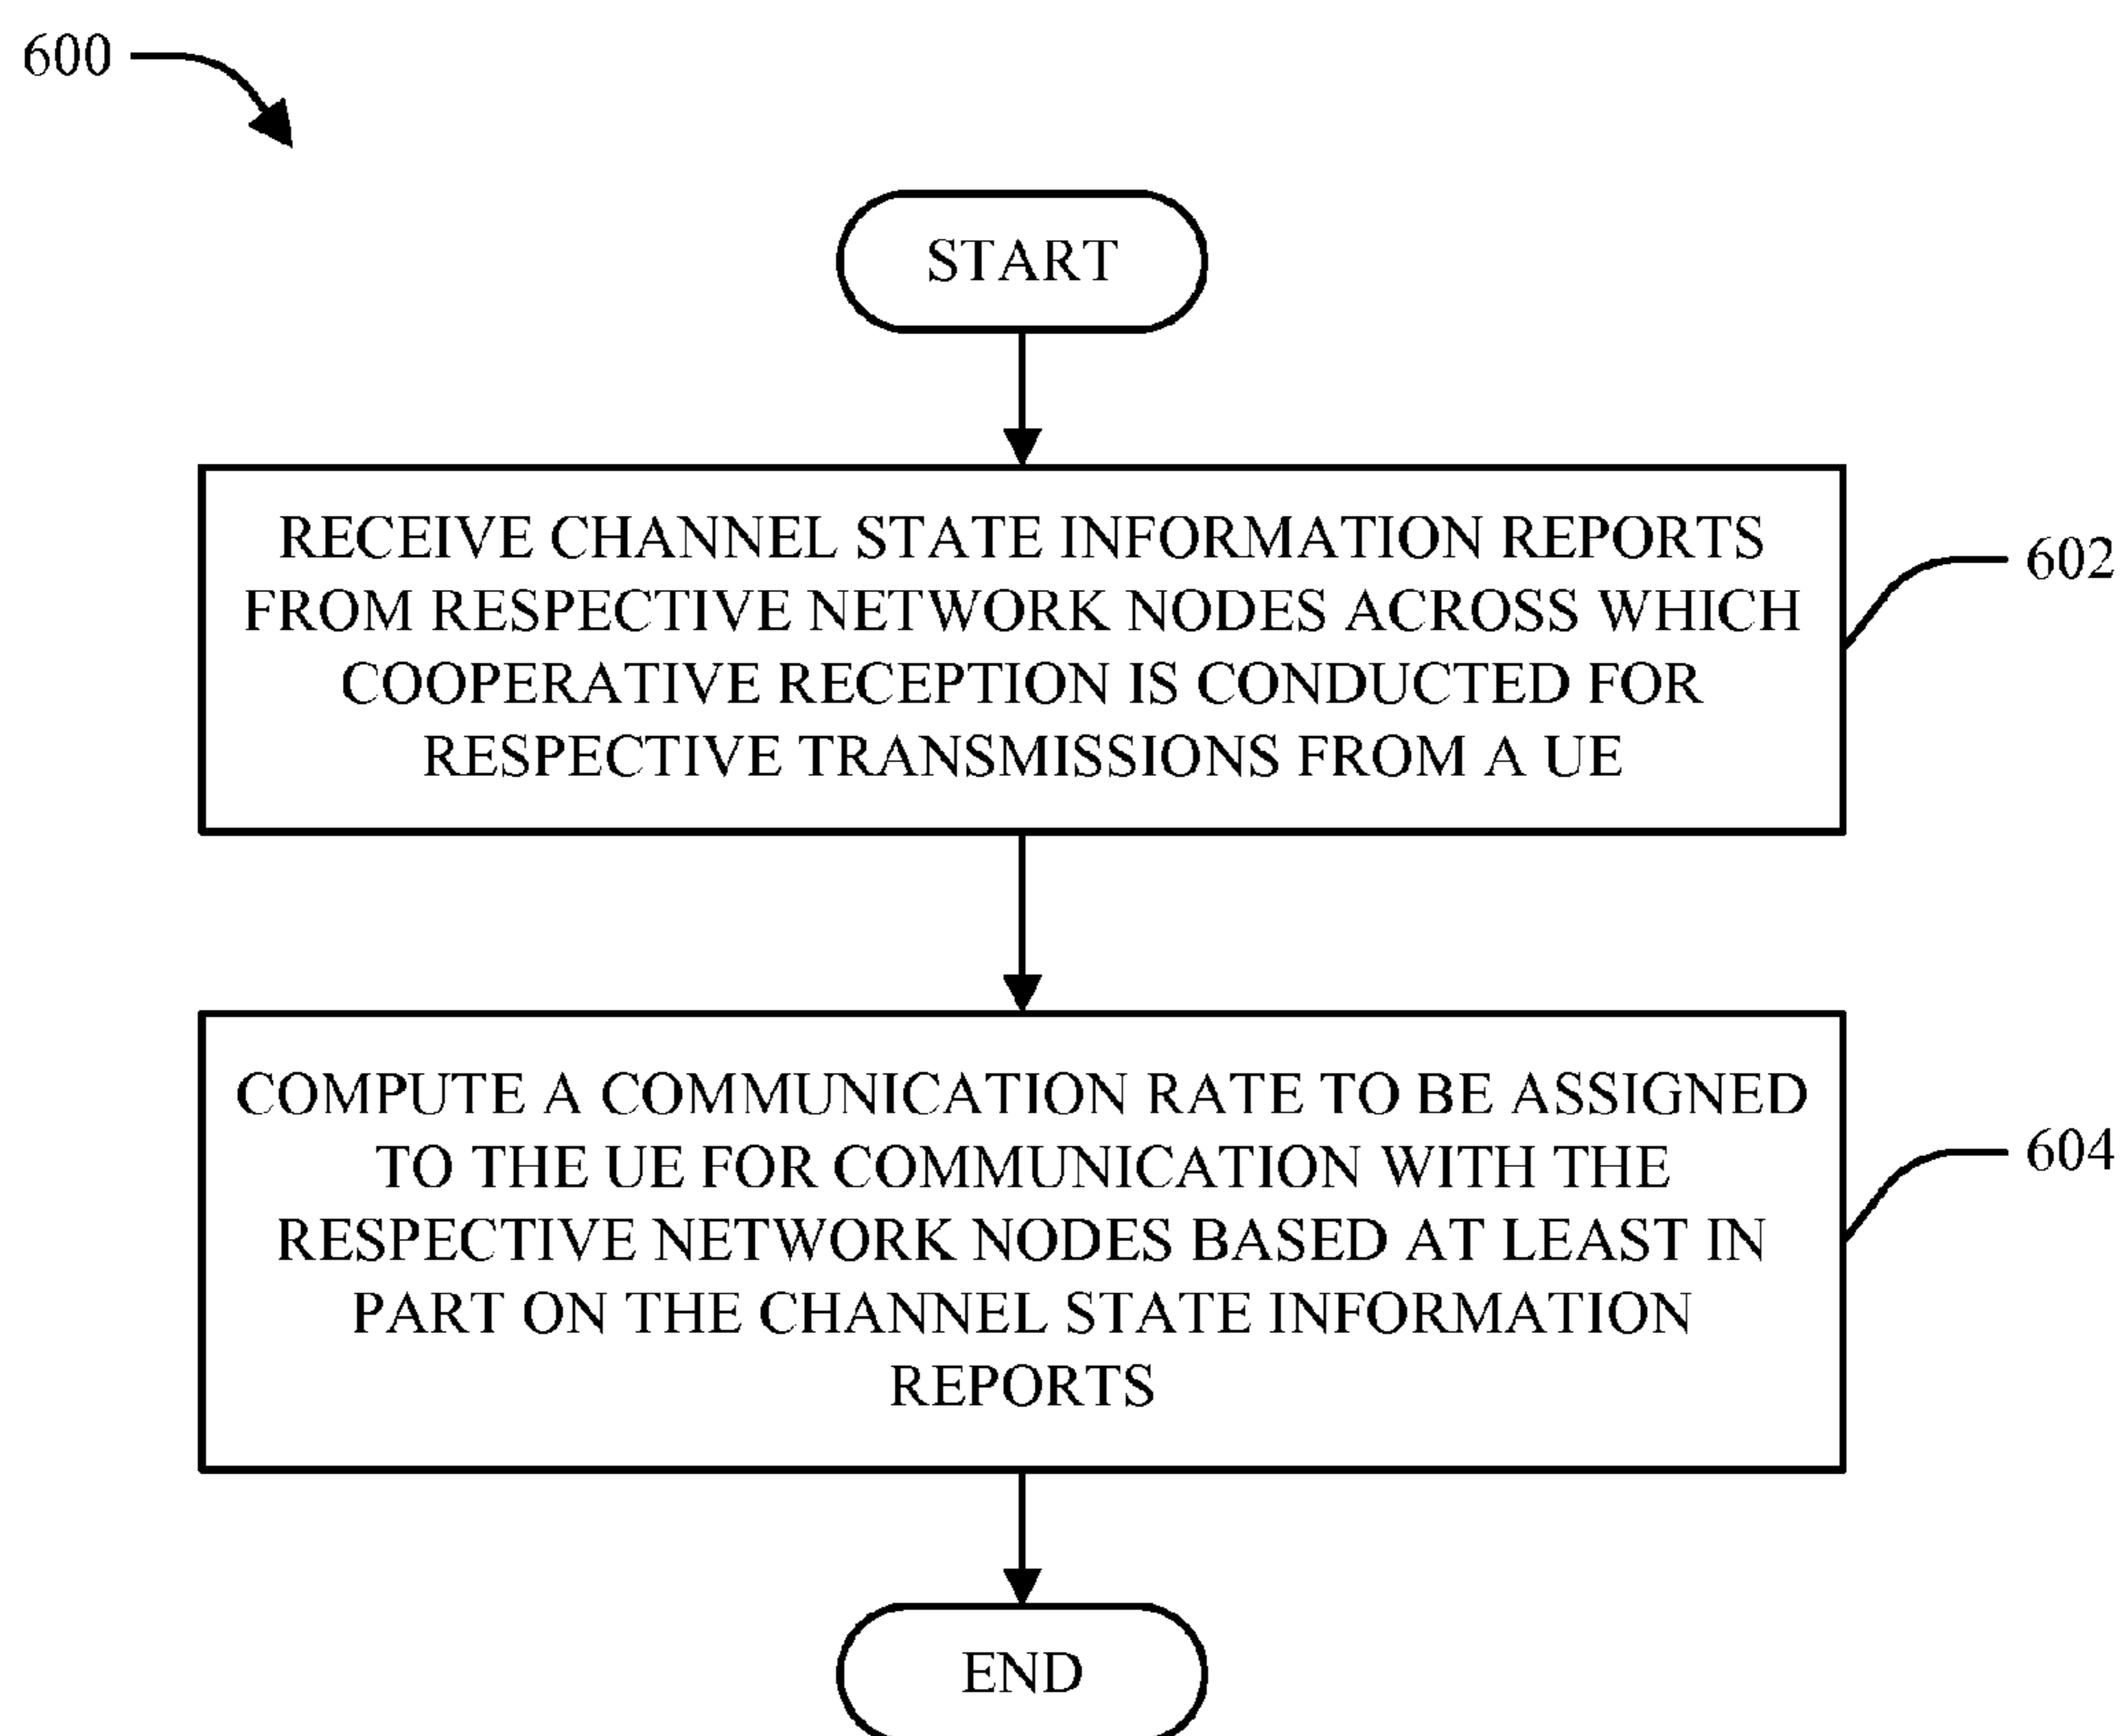 600
START
RECEIVE CHANNEL STATE INFORMATION REPORTS
FROM RESPECTIVE NETWORK NODES ACROSS WHICH
COOPERATIVE RECEPTION IS CONDUCTED FOR
RESPECTIVE TRANSMISSIONS FROM A UE
602
COMPUTE A COMMUNICATION RATE TO BE ASSIGNED
TO THE UE FOR COMMUNICATION WITH THE
RESPECTIVE NETWORK NODES BASED AT LEAST IN
PART ON THE CHANNEL STATE INFORMATION
REPORTS
604
END